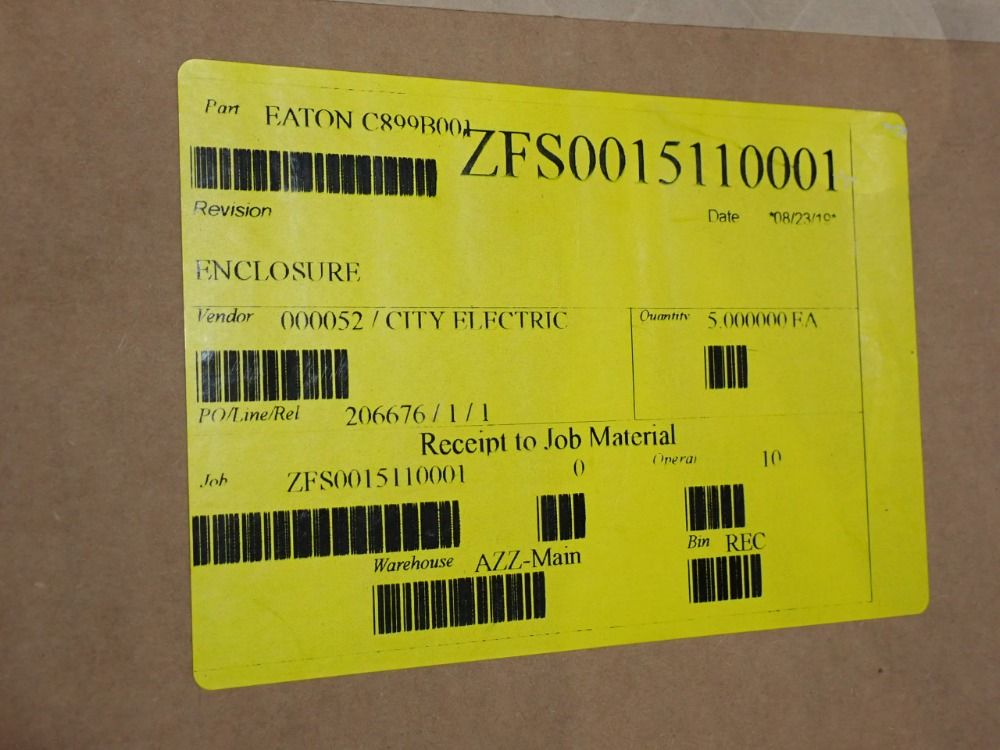 Part EATON C899B001
ZFS0015110001
Revision
Date *08/23/19*
ENCLOSURE
Vendor 000052 / CITY ELECTRIC
Quantity 5.000000 EA
PO/Line/Rel 206676 / 1 / 1
Receipt to Job Material
Job ZFS0015110001 0 Operat 10
Warehouse AZZ-Main
Bin REC